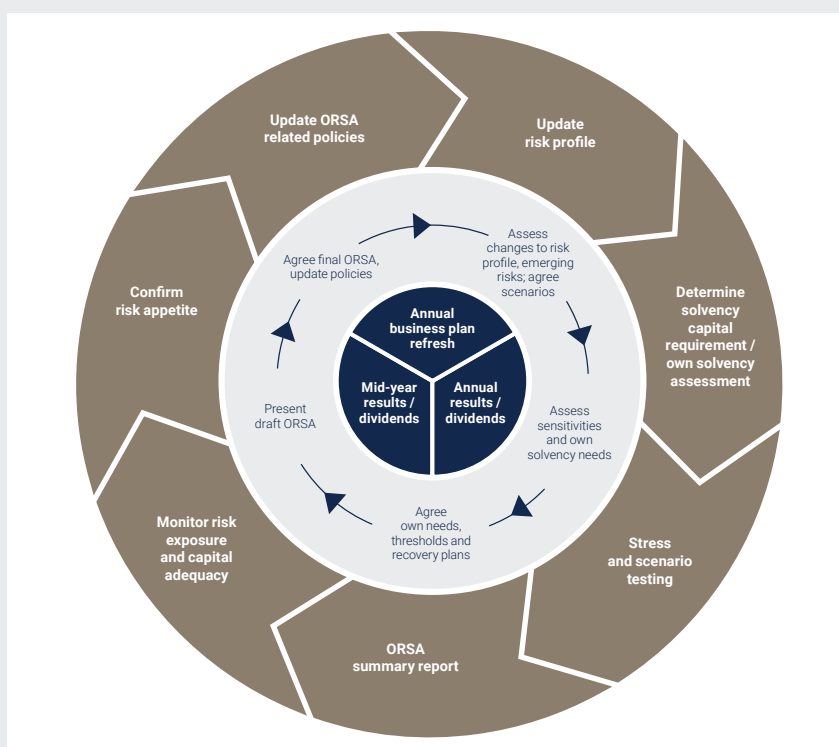 Update ORSA
related policies
Update
risk profile
Determine
solvency
capital
requirement /
own solvency
assessment
Stress
and scenario
testing
ORSA
summary report
Monitor risk
exposure
and capital
adequacy
Confirm
risk appetite
Agree final ORSA,
update policies
Assess
changes to risk
profile, emerging
risks; agree
scenarios
Assess
sensitivities
and own
solvency needs
Agree
own needs,
thresholds and
recovery plans
Present
draft ORSA
Annual
business plan
refresh
Mid-year
results /
dividends
Annual
results /
dividends